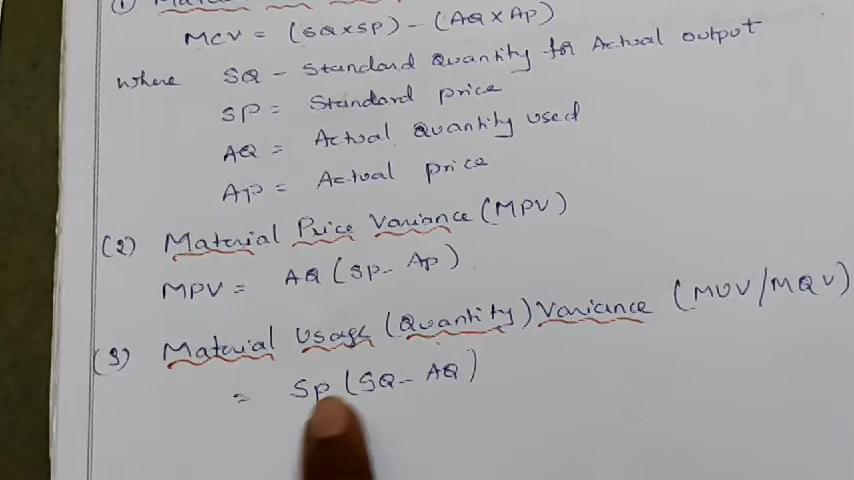 (1) Mate
MCV = (SQ x SP) - (AQ X AP)
where SQ - Standard Quantity for Actual output
SP = Standard price
AQ = Actual Quantity used
AP = Actual price
(2) Material Price Variance (MPV)
MPV = AQ (SP - AP)
(3) Material Usage (Quantity) Variance (MUV/MQV)
= SP (SQ - AQ)